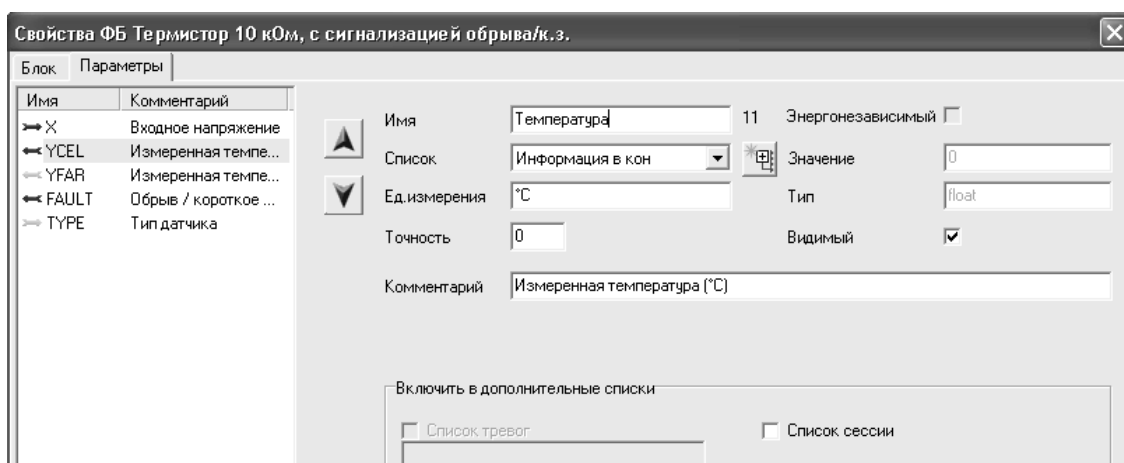 Свойства ФБ Термистор 10 кОм, с сигнализацией обрыва/к.з.
Блок Параметры
Имя Комментарий
X Входное напряжение
YCEL Измеренная темпе...
YFAR Измеренная темпе...
FAULT Обрыв / короткое ...
TYPE Тип датчика
Имя Температура 11 Энергонезависимый
Список Информация в кон Значение 0
Ед.измерения °C Тип float
Точность 0 Видимый
Комментарий Измеренная температура (°C)
Включить в дополнительные списки
Список тревог Список сессии